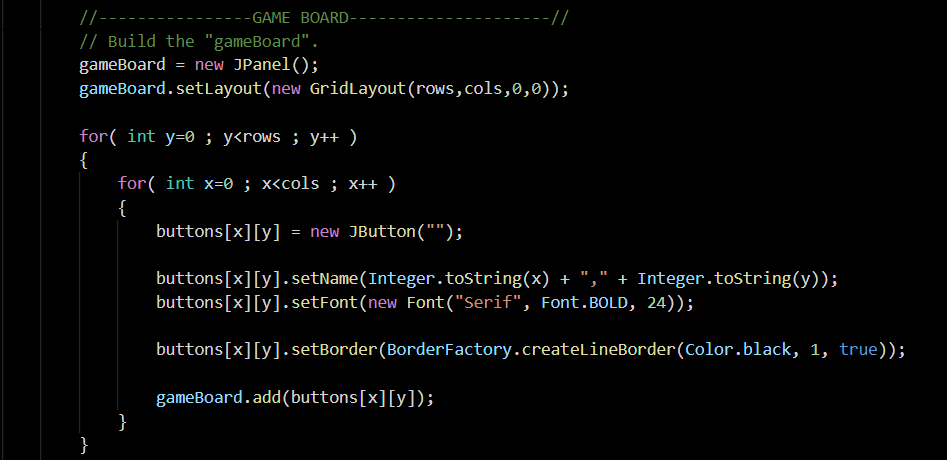 //----------------GAME BOARD---------------------//
// Build the "gameBoard".
gameBoard = new JPanel();
gameBoard.setLayout(new GridLayout(rows,cols,0,0));
for( int y=0 ; y<rows ; y++ )
{
for( int x=0 ; x<cols ; x++ )
{
buttons[x][y] = new JButton("");
buttons[x][y].setName(Integer.toString(x) + "," + Integer.toString(y));
buttons[x][y].setFont(new Font("Serif", Font.BOLD, 24));
buttons[x][y].setBorder(BorderFactory.createLineBorder(Color.black, 1, true));
gameBoard.add(buttons[x][y]);
}
}